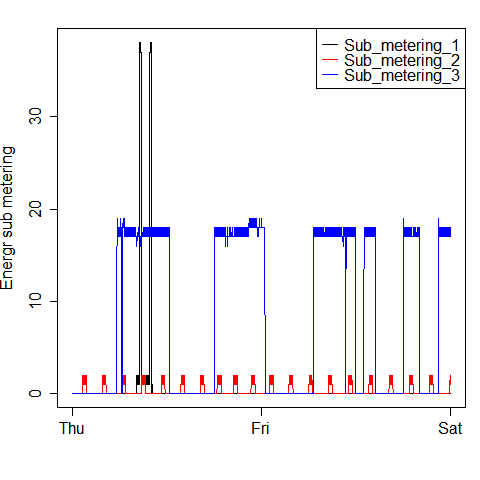 Sub_metering_1
Sub_metering_2
Sub_metering_3
Energr sub metering
30
20
10
0
Thu Fri Sat